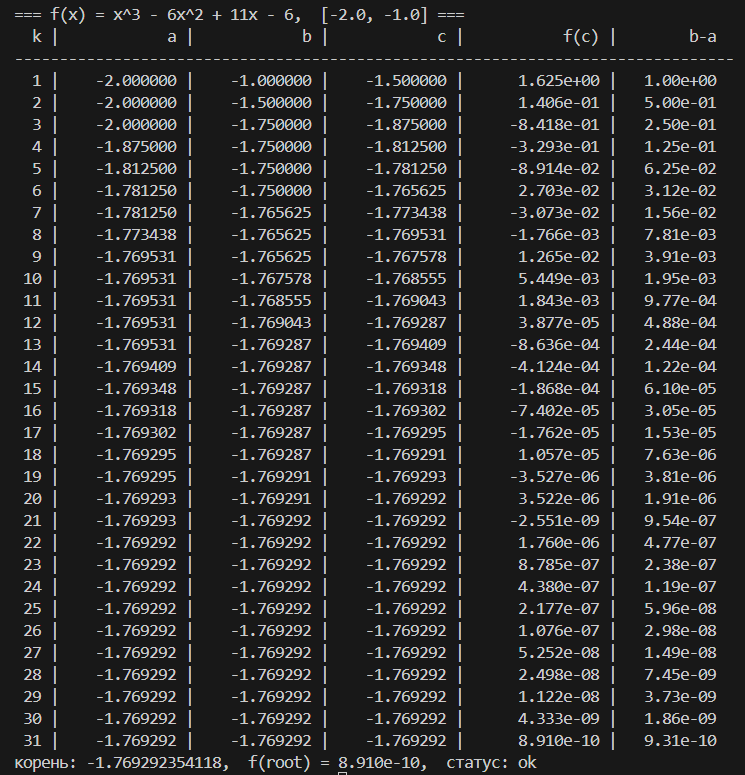 === f(x) = x^3 - 6x^2 + 11x - 6,  [-2.0, -1.0] ===
  k |            a |            b |            c |          f(c) |       b-a
--------------------------------------------------------------------------------
  1 |    -2.000000 |    -1.000000 |    -1.500000 |     1.625e+00 |  1.00e+00
  2 |    -2.000000 |    -1.500000 |    -1.750000 |     1.406e-01 |  5.00e-01
  3 |    -2.000000 |    -1.750000 |    -1.875000 |    -8.418e-01 |  2.50e-01
  4 |    -1.875000 |    -1.750000 |    -1.812500 |    -3.293e-01 |  1.25e-01
  5 |    -1.812500 |    -1.750000 |    -1.781250 |    -8.914e-02 |  6.25e-02
  6 |    -1.781250 |    -1.750000 |    -1.765625 |     2.703e-02 |  3.12e-02
  7 |    -1.781250 |    -1.765625 |    -1.773438 |    -3.073e-02 |  1.56e-02
  8 |    -1.773438 |    -1.765625 |    -1.769531 |    -1.766e-03 |  7.81e-03
  9 |    -1.769531 |    -1.765625 |    -1.767578 |     1.265e-02 |  3.91e-03
 10 |    -1.769531 |    -1.767578 |    -1.768555 |     5.449e-03 |  1.95e-03
 11 |    -1.769531 |    -1.768555 |    -1.769043 |     1.843e-03 |  9.77e-04
 12 |    -1.769531 |    -1.769043 |    -1.769287 |     3.877e-05 |  4.88e-04
 13 |    -1.769531 |    -1.769287 |    -1.769409 |    -8.636e-04 |  2.44e-04
 14 |    -1.769409 |    -1.769287 |    -1.769348 |    -4.124e-04 |  1.22e-04
 15 |    -1.769348 |    -1.769287 |    -1.769318 |    -1.868e-04 |  6.10e-05
 16 |    -1.769318 |    -1.769287 |    -1.769302 |    -7.402e-05 |  3.05e-05
 17 |    -1.769302 |    -1.769287 |    -1.769295 |    -1.762e-05 |  1.53e-05
 18 |    -1.769295 |    -1.769287 |    -1.769291 |     1.057e-05 |  7.63e-06
 19 |    -1.769295 |    -1.769291 |    -1.769293 |    -3.527e-06 |  3.81e-06
 20 |    -1.769293 |    -1.769291 |    -1.769292 |     3.522e-06 |  1.91e-06
 21 |    -1.769293 |    -1.769292 |    -1.769292 |    -2.551e-09 |  9.54e-07
 22 |    -1.769292 |    -1.769292 |    -1.769292 |     1.760e-06 |  4.77e-07
 23 |    -1.769292 |    -1.769292 |    -1.769292 |     8.785e-07 |  2.38e-07
 24 |    -1.769292 |    -1.769292 |    -1.769292 |     4.380e-07 |  1.19e-07
 25 |    -1.769292 |    -1.769292 |    -1.769292 |     2.177e-07 |  5.96e-08
 26 |    -1.769292 |    -1.769292 |    -1.769292 |     1.076e-07 |  2.98e-08
 27 |    -1.769292 |    -1.769292 |    -1.769292 |     5.252e-08 |  1.49e-08
 28 |    -1.769292 |    -1.769292 |    -1.769292 |     2.498e-08 |  7.45e-09
 29 |    -1.769292 |    -1.769292 |    -1.769292 |     1.122e-08 |  3.73e-09
 30 |    -1.769292 |    -1.769292 |    -1.769292 |     4.333e-09 |  1.86e-09
 31 |    -1.769292 |    -1.769292 |    -1.769292 |     8.910e-10 |  9.31e-10
корень: -1.769292354118,  f(root) = 8.910e-10,  статус: ok